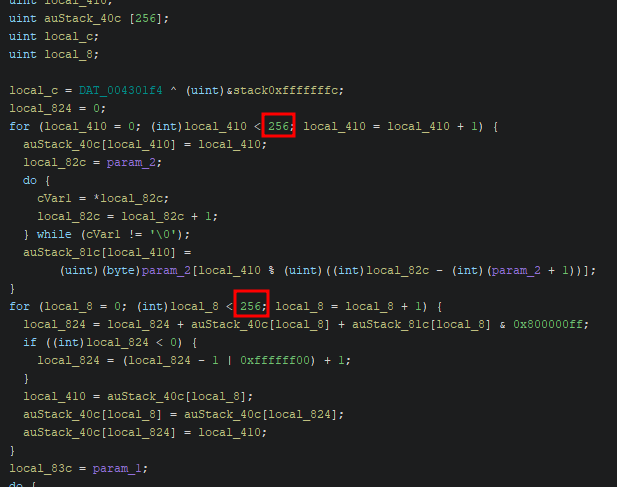 uint local_410;
uint auStack_40c [256];
uint local_c;
uint local_8;
local_c = DAT_004301f4 ^ (uint)&stack0xfffffffc;
local_824 = 0;
for (local_410 = 0; (int)local_410 < 256; local_410 = local_410 + 1) {
auStack_40c[local_410] = local_410;
local_82c = param_2;
do {
cVar1 = *local_82c;
local_82c = local_82c + 1;
} while (cVar1 != '\0');
auStack_81c[local_410] =
(uint)(byte)param_2[local_410 % (uint)((int)local_82c - (int)(param_2 + 1))];
}
for (local_8 = 0; (int)local_8 < 256; local_8 = local_8 + 1) {
local_824 = local_824 + auStack_40c[local_8] + auStack_81c[local_8] & 0x800000ff;
if ((int)local_824 < 0) {
local_824 = (local_824 - 1 | 0xffffff00) + 1;
}
local_410 = auStack_40c[local_8];
auStack_40c[local_8] = auStack_40c[local_824];
auStack_40c[local_824] = local_410;
}
local_83c = param_1;
do {